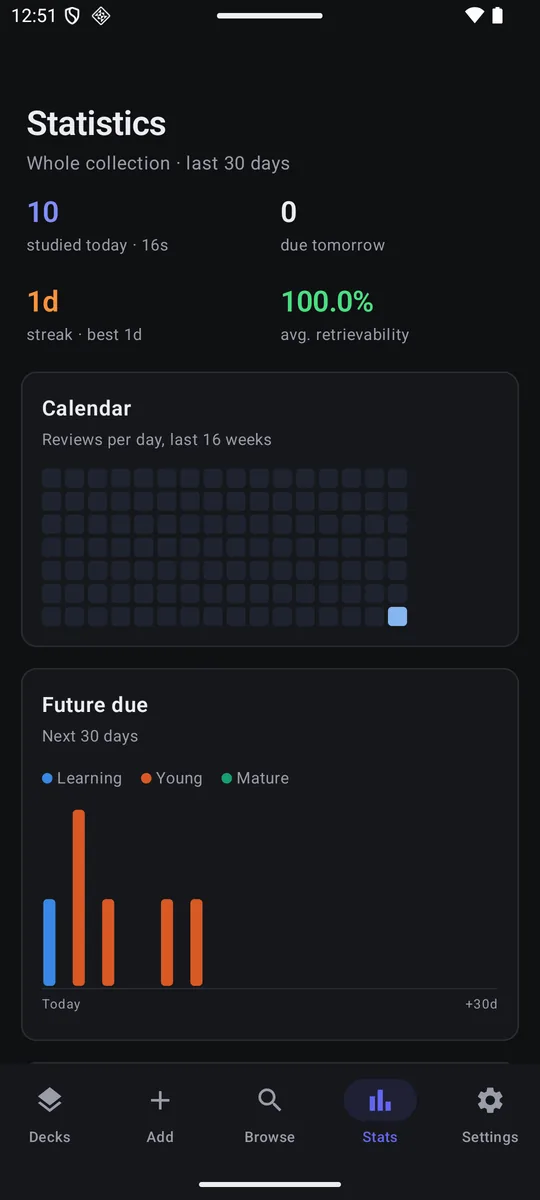 12:51
Statistics
Whole collection · last 30 days
10
studied today · 16s
0
due tomorrow
1d
streak · best 1d
100.0%
avg. retrievability
Calendar
Reviews per day, last 16 weeks
Future due
Next 30 days
Learning Young Mature
Today +30d
Decks Add Browse Stats Settings